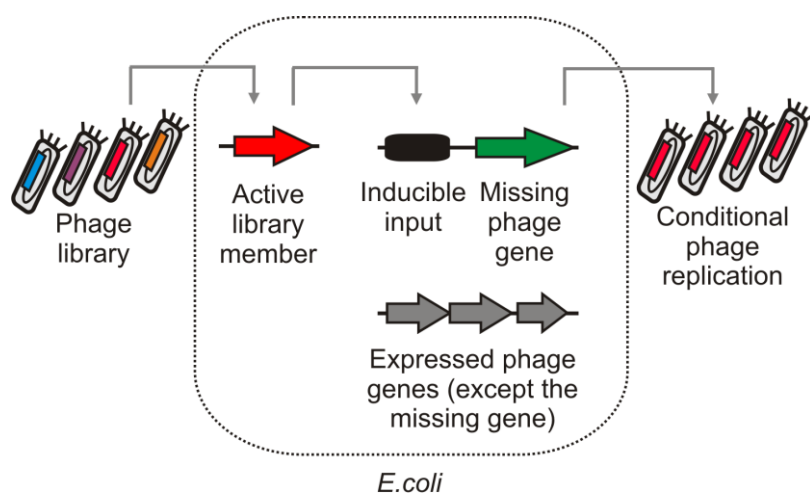 Phage
library
Active
library
member
Inducible
input
Missing
phage
gene
Conditional
phage
replication
Expressed phage
genes (except the
missing gene)
E.coli